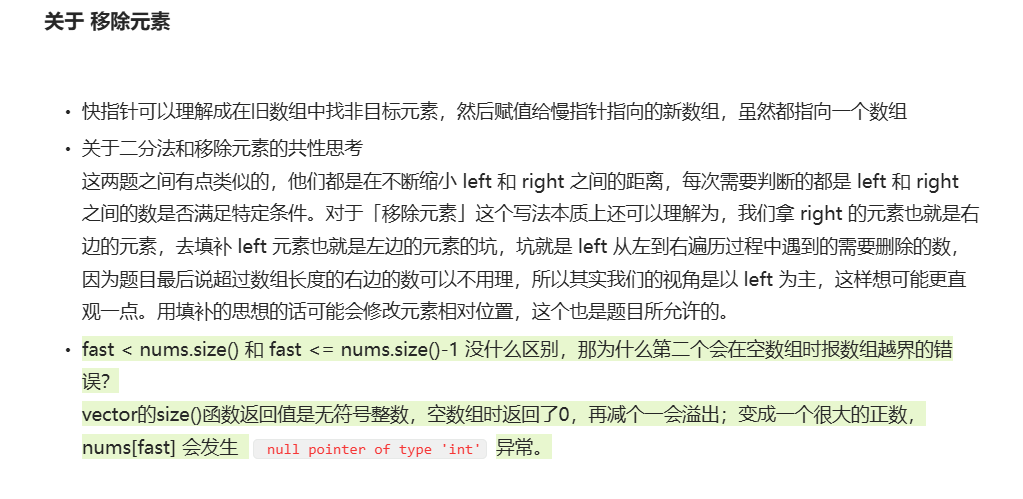 关于 移除元素
• 快指针可以理解成在旧数组中找非目标元素，然后赋值给慢指针指向的新数组，虽然都指向一个数组
• 关于二分法和移除元素的共性思考
这两题之间有点类似的，他们都是在不断缩小 left 和 right 之间的距离，每次需要判断的都是 left 和 right
之间的数是否满足特定条件。对于「移除元素」这个写法本质上还可以理解为，我们拿 right 的元素也就是右
边的元素，去填补 left 元素也就是左边的元素的坑，坑就是 left 从左到右遍历过程中遇到的需要删除的数，
因为题目最后说超过数组长度的右边的数可以不用理，所以其实我们的视角是以 left 为主，这样想可能更直
观一点。用填补的思想的话可能会修改元素相对位置，这个也是题目所允许的。
• fast < nums.size() 和 fast <= nums.size()-1 没什么区别，那为什么第二个会在空数组时报数组越界的错
误？
vector的size()函数返回值是无符号整数，空数组时返回了0，再减个一会溢出；变成一个很大的正数，
nums[fast] 会发生 null pointer of type 'int' 异常。